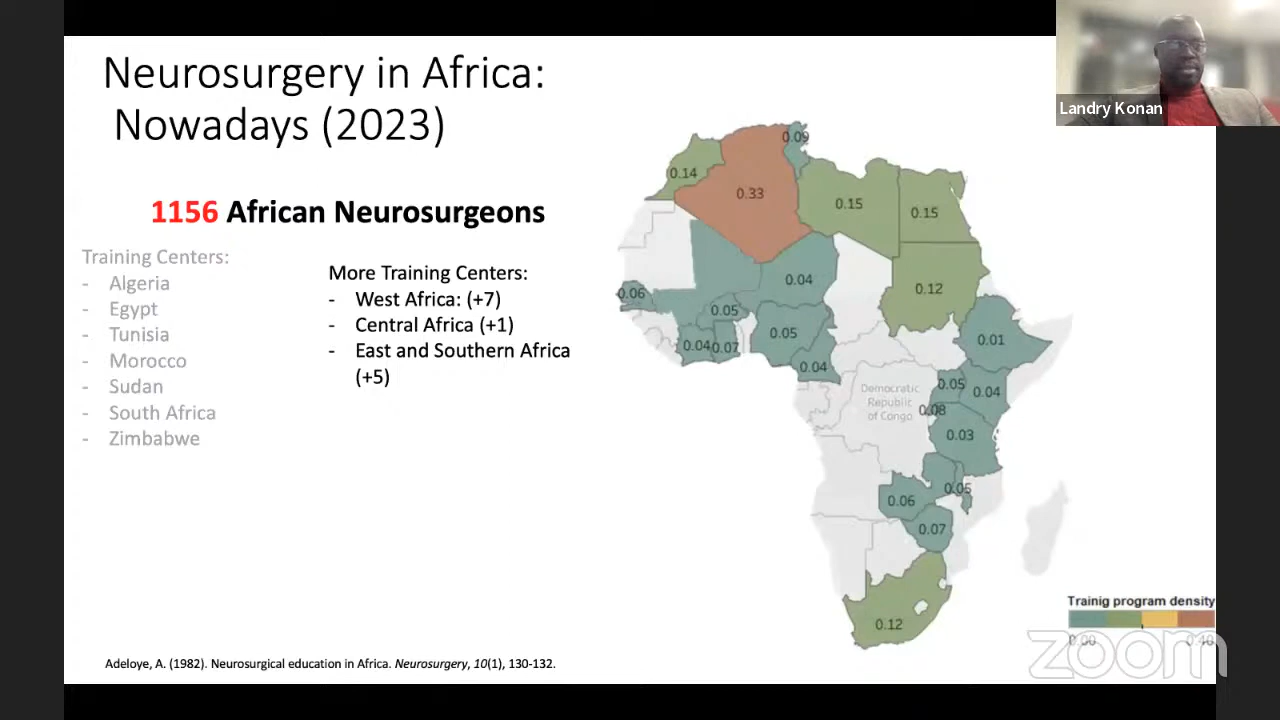 Neurosurgery in Africa:
Nowadays (2023)
Landry Konan
1156 African Neurosurgeons
Training Centers:
- Algeria
- Egypt
- Tunisia
- Morocco
- Sudan
- South Africa
- Zimbabwe
More Training Centers:
- West Africa: (+7)
- Central Africa (+1)
- East and Southern Africa
(+5)
0.09
0.14
0.33
0.15
0.15
0.04
0.12
0.06
0.05
0.05
0.04
0.07
0.04
0.01
Democratic
Republic
of Congo
0.05
0.04
0.08
0.03
0.05
0.06
0.07
0.12
Trainig program density
0.00
0.40
zoom
Adeloye, A. (1982). Neurosurgical education in Africa. Neurosurgery, 10(1), 130-132.